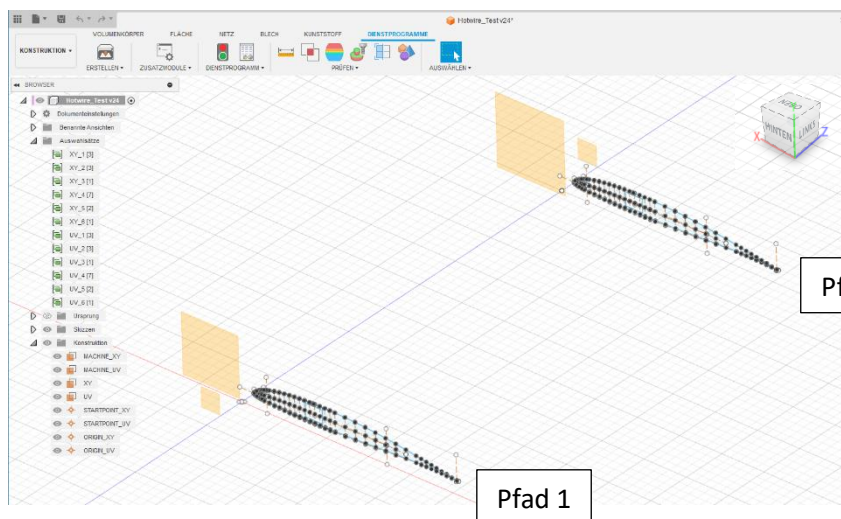 Hotwire_Test v24*
VOLUMENKÖRPER FLÄCHE NETZ BLECH KUNSTSTOFF DIENSTPROGRAMME
KONSTRUKTION
ERSTELLEN ZUSATZMODULE DIENSTPROGRAMM PRÜFEN AUSWÄHLEN
BROWSER
Hotwire_Test v24
Dokumenteinstellungen
Benannte Ansichten
Auswahlsätze
XY_1 [3]
XY_2 [3]
XY_3 [1]
XY_4 [7]
XY_5 [2]
XY_6 [1]
UV_1 [3]
UV_2 [3]
UV_3 [1]
UV_4 [7]
UV_5 [2]
UV_6 [1]
Ursprung
Skizzen
Konstruktion
MACHINE_XY
MACHINE_UV
XY
UV
STARTPOINT_XY
STARTPOINT_UV
ORIGIN_XY
ORIGIN_UV
OBEN
HINTEN LINKS
X Z
Pf
Pfad 1